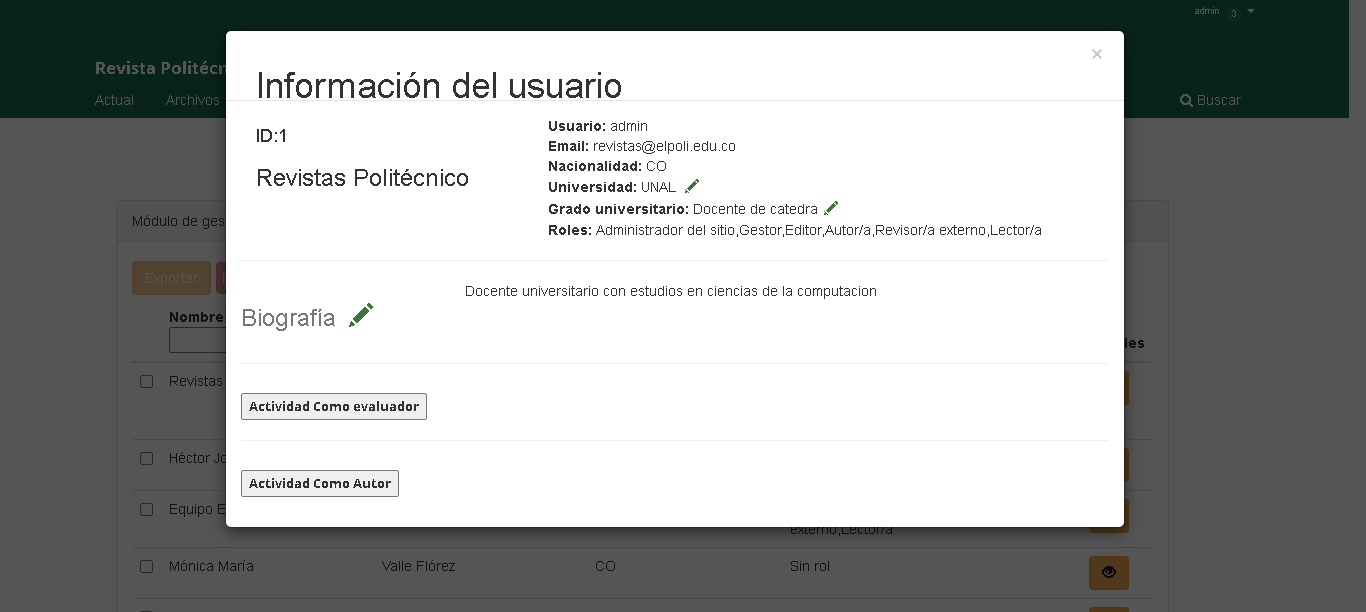 admin 3
×
Revista Politécn
Información del usuario
Actual Archivos
Buscar
ID:1
Revistas Politécnico
Usuario: admin
Email: revistas@elpoli.edu.co
Nacionalidad: CO
Universidad: UNAL
Grado universitario: Docente de catedra
Roles: Administrador del sitio,Gestor,Editor,Autor/a,Revisor/a externo,Lector/a
Módulo de ges
Exportar
Docente universitario con estudios en ciencias de la computacion
Biografía
Nombre
les
Revistas
Actividad Como evaluador
Héctor Jo
Actividad Como Autor
Equipo E
externo,Lector/a
Mónica María Valle Flórez CO Sin rol